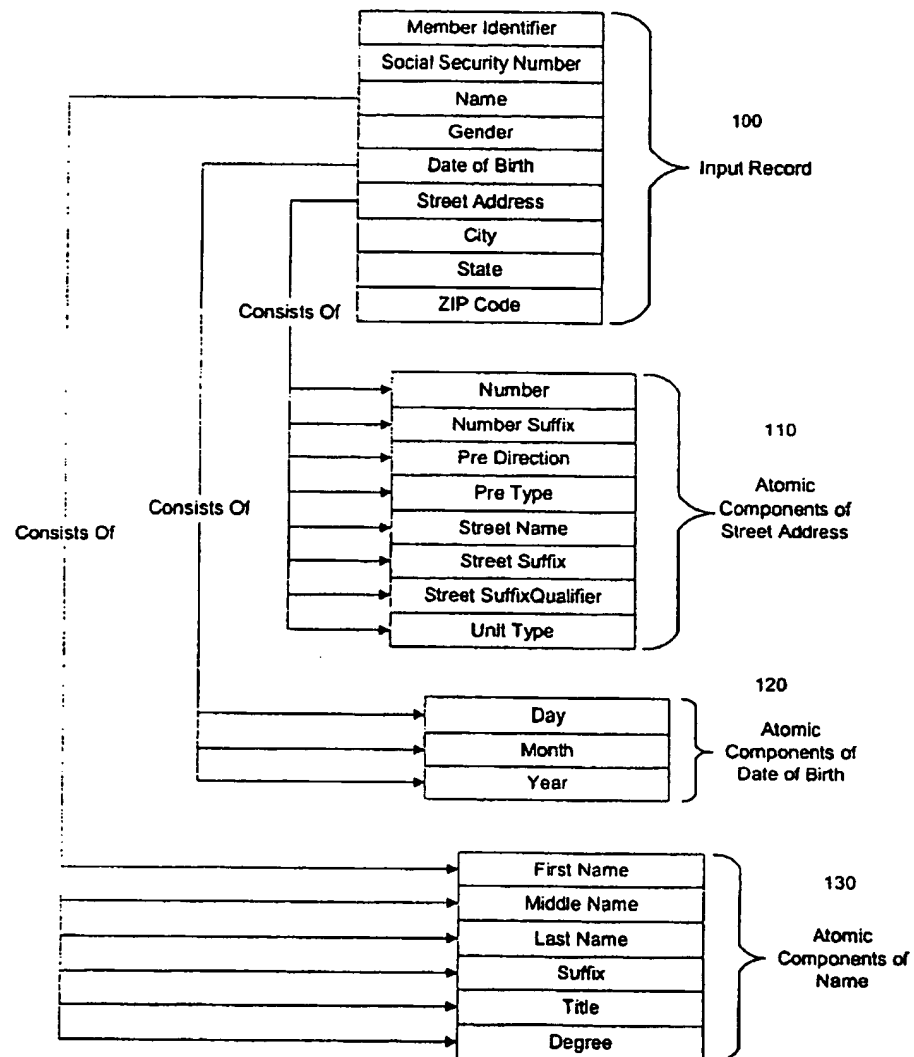 Member Identifier
Social Security Number
Name
Gender
Date of Birth
Street Address
City
State
ZIP Code
100
Input Record
Consists Of
Number
Number Suffix
Pre Direction
Pre Type
Street Name
Street Suffix
Street SuffixQualifier
Unit Type
110
Atomic
Components of
Street Address
Consists Of
Consists Of
Day
Month
Year
120
Atomic
Components of
Date of Birth
First Name
Middle Name
Last Name
Suffix
Title
Degree
130
Atomic
Components of
Name